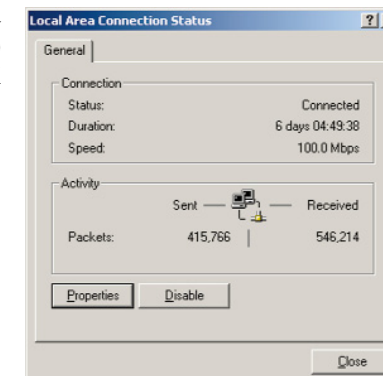 Local Area Connection Status ?
General
Connection
Status: Connected
Duration: 6 days 04:49:38
Speed: 100.0 Mbps
Activity
Sent — — Received
Packets: 415,766 | 546,214
Properties Disable
Close